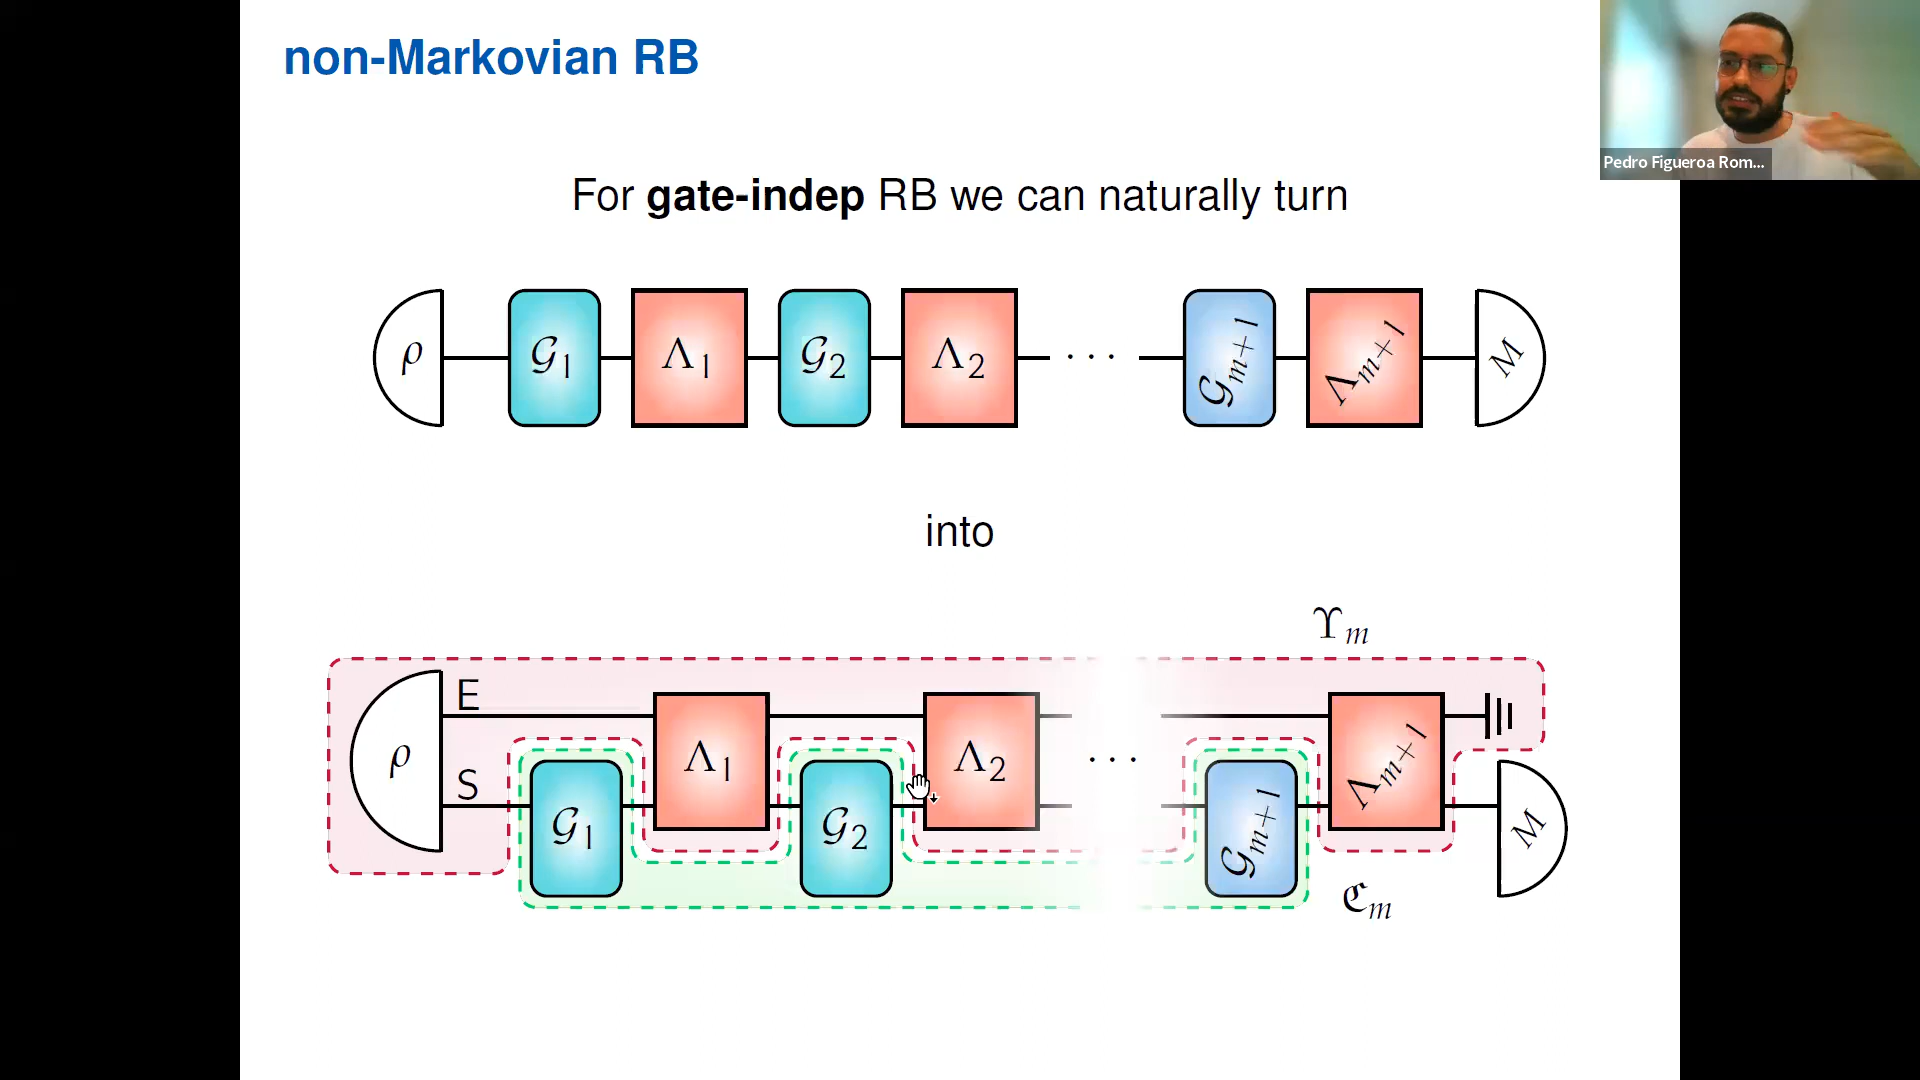 non-Markovian RB
Pedro Figueroa Rom...
For gate-indep RB we can naturally turn
ρ 𝒢₁ Λ₁ 𝒢₂ Λ₂ ··· 𝒢ₘ₊₁ Λₘ₊₁ M
into
ϒₘ
E
ρ Λ₁ Λ₂ ··· Λₘ₊₁
S
𝒢₁ 𝒢₂ 𝒢ₘ₊₁ M
ℭₘ